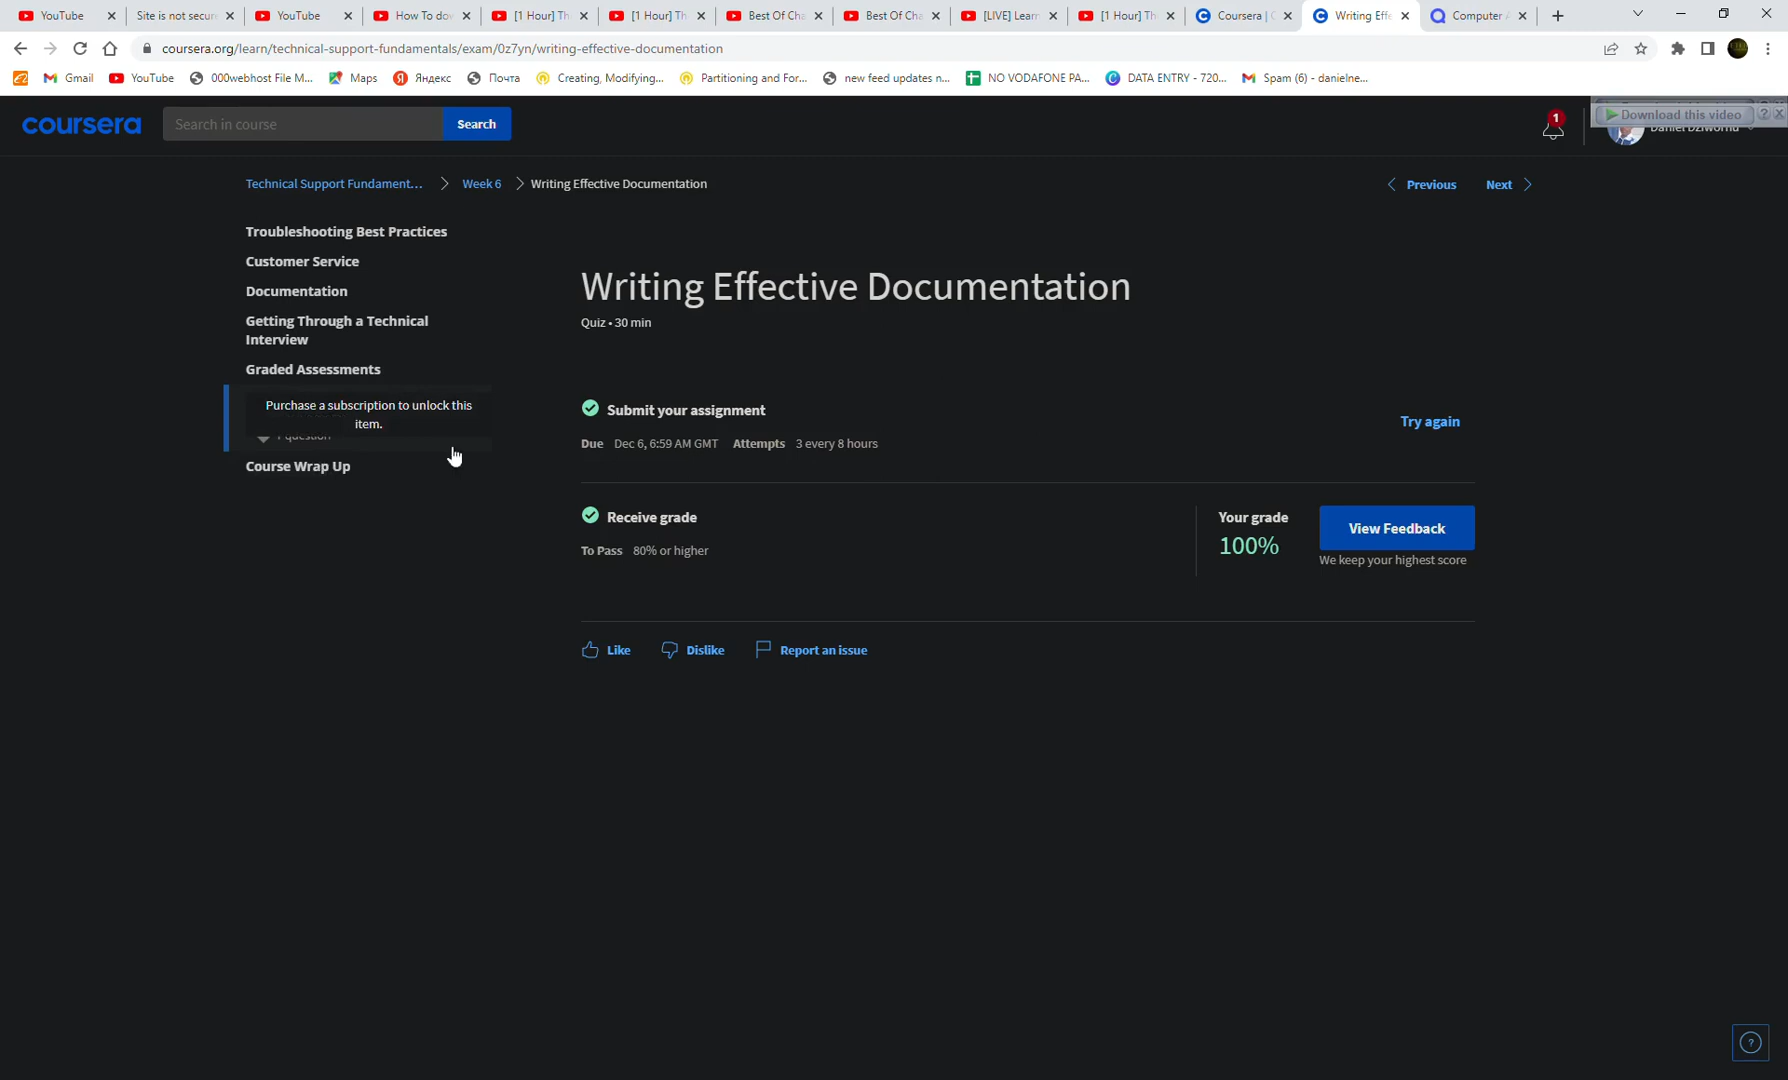 YouTube
Site is not secur
YouTube
How To do
[1 Hour] Th
[1 Hour] Th
Best Of Cha
Best Of Cha
[LIVE] Learn
[1 Hour] Th
Coursera | C
Writing Effe
Computer A
coursera.org/learn/technical-support-fundamentals/exam/0z7yn/writing-effective-documentation
Gmail
YouTube
000webhost File M...
Maps
Яндекс
Почта
Creating, Modifying...
Partitioning and For...
new feed updates n...
NO VODAFONE PA...
DATA ENTRY - 720...
Spam (6) - danielne...
coursera
Search in course
Search
1
Download this video
? X
Technical Support Fundament...
Week 6
Writing Effective Documentation
Previous
Next
Troubleshooting Best Practices
Customer Service
Documentation
Getting Through a Technical
Interview
Graded Assessments
Purchase a subscription to unlock this
item.
Course Wrap Up
Writing Effective Documentation
Quiz • 30 min
Submit your assignment
Due Dec 6, 6:59 AM GMT Attempts 3 every 8 hours
Try again
Receive grade
To Pass 80% or higher
Your grade
100%
View Feedback
We keep your highest score
Like
Dislike
Report an issue
?